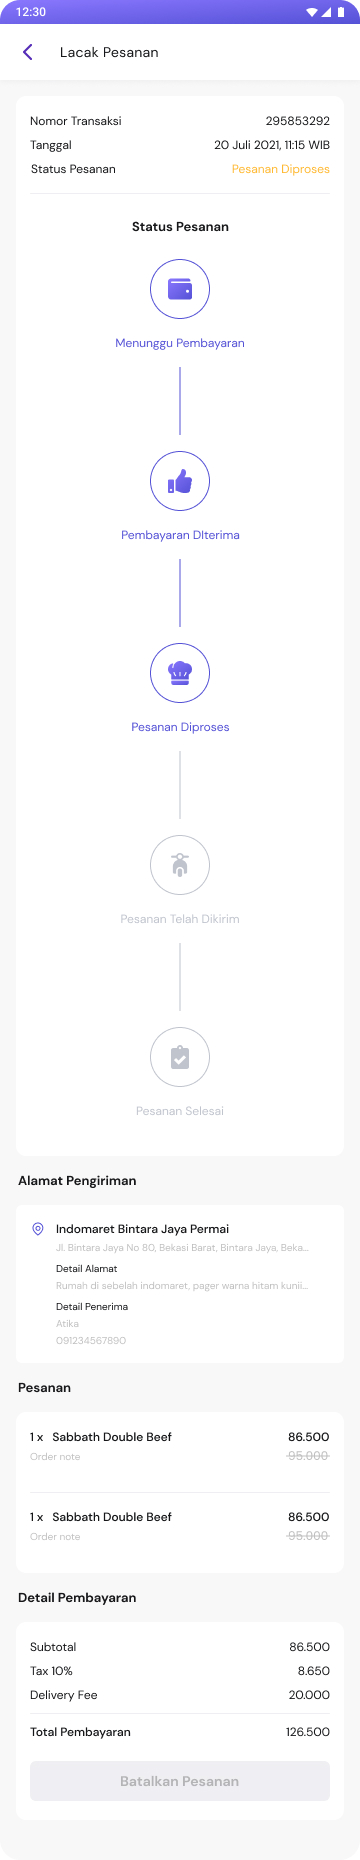 12:30
Lacak Pesanan
Nomor Transaksi 295853292
Tanggal 20 Juli 2021, 11:15 WIB
Status Pesanan Pesanan Diproses
Status Pesanan
Menunggu Pembayaran
Pembayaran DIterima
Pesanan Diproses
Pesanan Telah Dikirim
Pesanan Selesai
Alamat Pengiriman
Indomaret Bintara Jaya Permai
Jl. Bintara Jaya No 80, Bekasi Barat, Bintara Jaya, Beka...
Detail Alamat
Rumah di sebelah indomaret, pager warna hitam kunii...
Detail Penerima
Atika
091234567890
Pesanan
1 x Sabbath Double Beef 86.500
Order note 95.000
1 x Sabbath Double Beef 86.500
Order note 95.000
Detail Pembayaran
Subtotal 86.500
Tax 10% 8.650
Delivery Fee 20.000
Total Pembayaran 126.500
Batalkan Pesanan